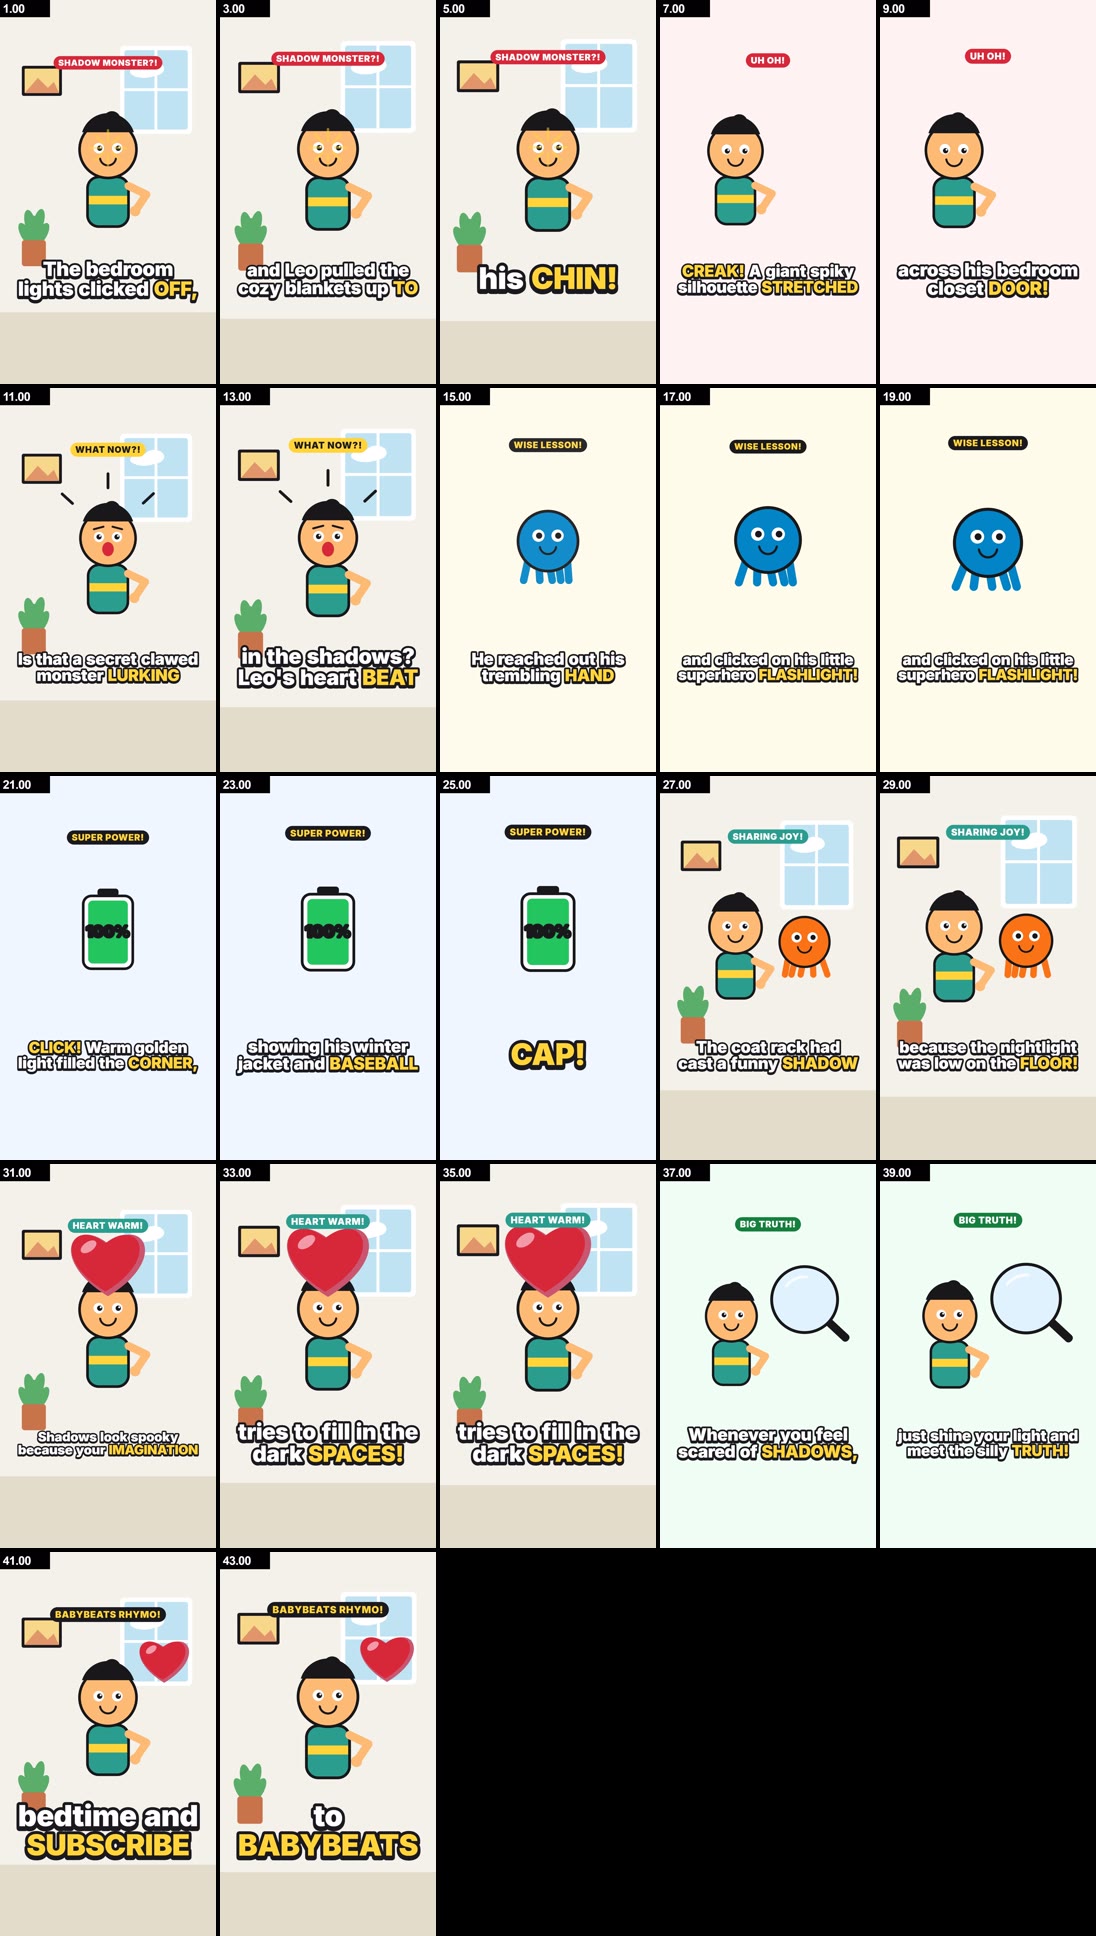 1.00
SHADOW MONSTER?!
The bedroom
lights clicked OFF,
3.00
SHADOW MONSTER?!
and Leo pulled the
cozy blankets up TO
5.00
SHADOW MONSTER?!
his CHIN!
7.00
UH OH!
CREAK! A giant spiky
silhouette STRETCHED
9.00
UH OH!
across his bedroom
closet DOOR!
11.00
WHAT NOW?!
Is that a secret clawed
monster LURKING
13.00
WHAT NOW?!
in the shadows?
Leo's heart BEAT
15.00
WISE LESSON!
He reached out his
trembling HAND
17.00
WISE LESSON!
and clicked on his little
superhero FLASHLIGHT!
19.00
WISE LESSON!
and clicked on his little
superhero FLASHLIGHT!
21.00
SUPER POWER!
100%
CLICK! Warm golden
light filled the CORNER,
23.00
SUPER POWER!
100%
showing his winter
jacket and BASEBALL
25.00
SUPER POWER!
100%
CAP!
27.00
SHARING JOY!
The coat rack had
cast a funny SHADOW
29.00
SHARING JOY!
because the nightlight
was low on the FLOOR!
31.00
HEART WARM!
Shadows look spooky
because your IMAGINATION
33.00
HEART WARM!
tries to fill in the
dark SPACES!
35.00
HEART WARM!
tries to fill in the
dark SPACES!
37.00
BIG TRUTH!
Whenever you feel
scared of SHADOWS,
39.00
BIG TRUTH!
just shine your light and
meet the silly TRUTH!
41.00
BABYBEATS RHYMO!
bedtime and
SUBSCRIBE
43.00
BABYBEATS RHYMO!
to
BABYBEATS